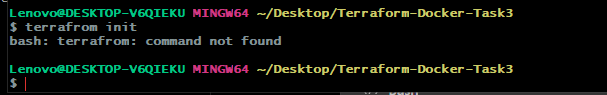 Lenovo@DESKTOP-V6QIEKU MINGW64 ~/Desktop/Terraform-Docker-Task3
$ terrafrom init
bash: terrafrom: command not found
Lenovo@DESKTOP-V6QIEKU MINGW64 ~/Desktop/Terraform-Docker-Task3
$